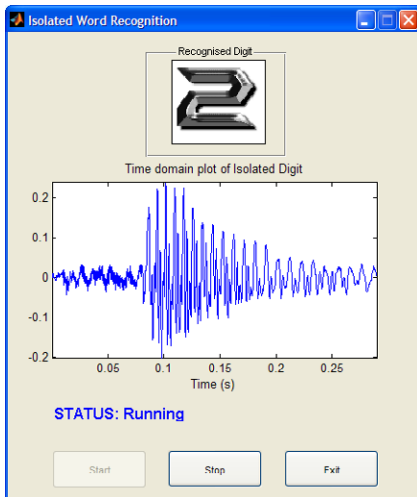 Isolated Word Recognition
Recognised Digit
2
Time domain plot of Isolated Digit
0.2
0.1
0
-0.1
-0.2
0.05 0.1 0.15 0.2 0.25
Time (s)
STATUS: Running
Start Stop Exit